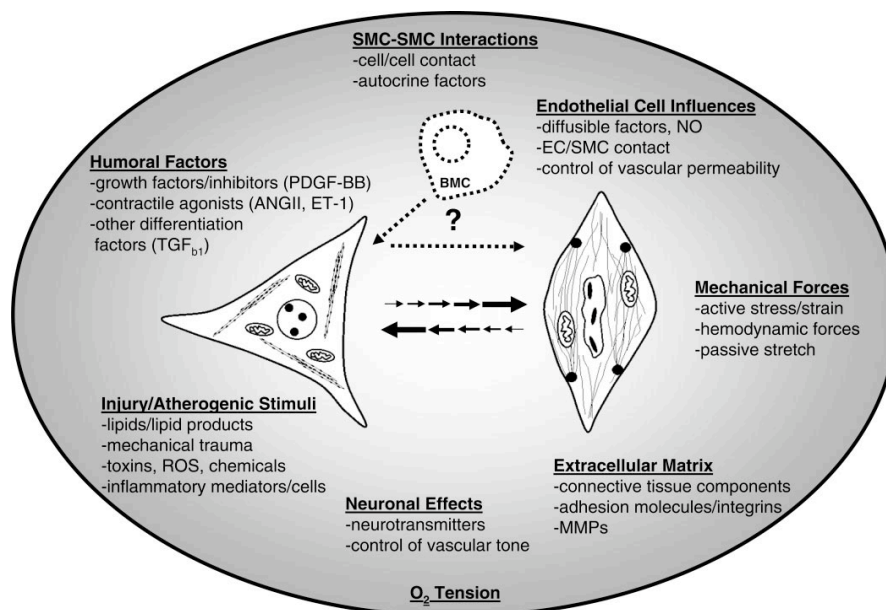 SMC-SMC Interactions
-cell/cell contact
-autocrine factors
Endothelial Cell Influences
-diffusible factors, NO
-EC/SMC contact
-control of vascular permeability
Humoral Factors
-growth factors/inhibitors (PDGF-BB)
-contractile agonists (ANGII, ET-1)
-other differentiation
factors (TGFb1)
BMC
?
Mechanical Forces
-active stress/strain
-hemodynamic forces
-passive stretch
Injury/Atherogenic Stimuli
-lipids/lipid products
-mechanical trauma
-toxins, ROS, chemicals
-inflammatory mediators/cells
Extracellular Matrix
-connective tissue components
-adhesion molecules/integrins
-MMPs
Neuronal Effects
-neurotransmitters
-control of vascular tone
O2 Tension